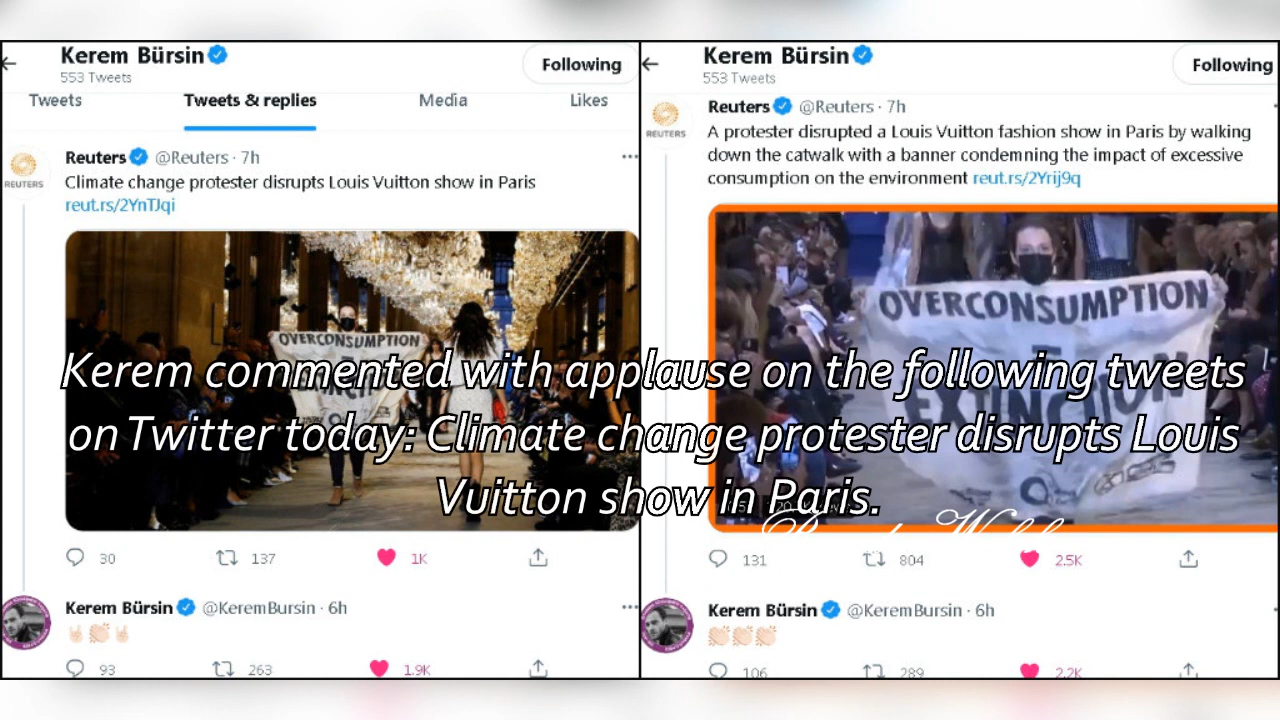 Kerem Bürsin
553 Tweets
Following
Tweets
Tweets & replies
Media
Likes
Reuters @Reuters · 7h
REUTERS
Climate change protester disrupts Louis Vuitton show in Paris
reut.rs/2YnTJqi
OVERCONSUMPTION
30
137
1K
Kerem Bürsin @KeremBursin · 6h
93
263
1.9K
Kerem Bürsin
553 Tweets
Following
Reuters @Reuters · 7h
REUTERS
A protester disrupted a Louis Vuitton fashion show in Paris by walking
down the catwalk with a banner condemning the impact of excessive
consumption on the environment reut.rs/2Yrij9q
OVERCONSUMPTION
=
EXTINCTION
131
804
2.5K
Kerem Bürsin @KeremBursin · 6h
106
289
2.2K
Kerem commented with applause on the following tweets
on Twitter today: Climate change protester disrupts Louis
Vuitton show in Paris.